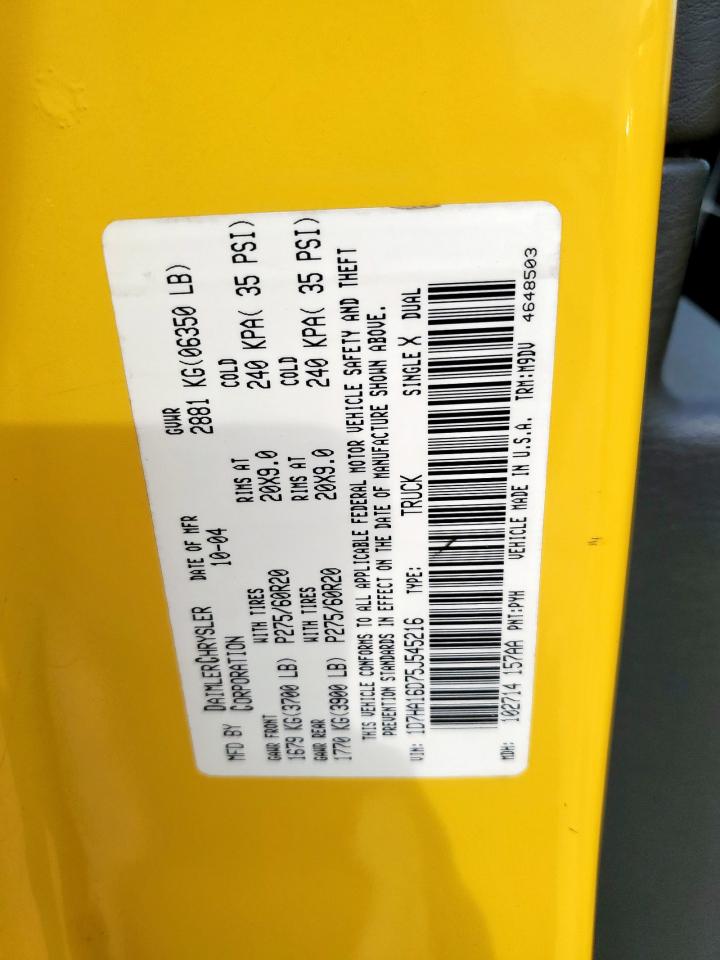 MFD BY DAIMLERCHRYSLER CORPORATION
DATE OF MFR 10-04
GVWR 2881 KG(06350 LB)
GAWR FRONT WITH TIRES RIMS AT COLD
1679 KG(3700 LB) P275/60R20 20X9.0 240 KPA( 35 PSI)
GAWR REAR WITH TIRES RIMS AT COLD
1770 KG(3900 LB) P275/60R20 20X9.0 240 KPA( 35 PSI)
THIS VEHICLE CONFORMS TO ALL APPLICABLE FEDERAL MOTOR VEHICLE SAFETY AND THEFT
PREVENTION STANDARDS IN EFFECT ON THE DATE OF MANUFACTURE SHOWN ABOVE.
VIN: 1D7HA16D75J545216 TYPE: TRUCK SINGLE X DUAL
MDH: 102714 157AA PNT:PYH VEHICLE MADE IN U.S.A. TRM:M9DV 4648503